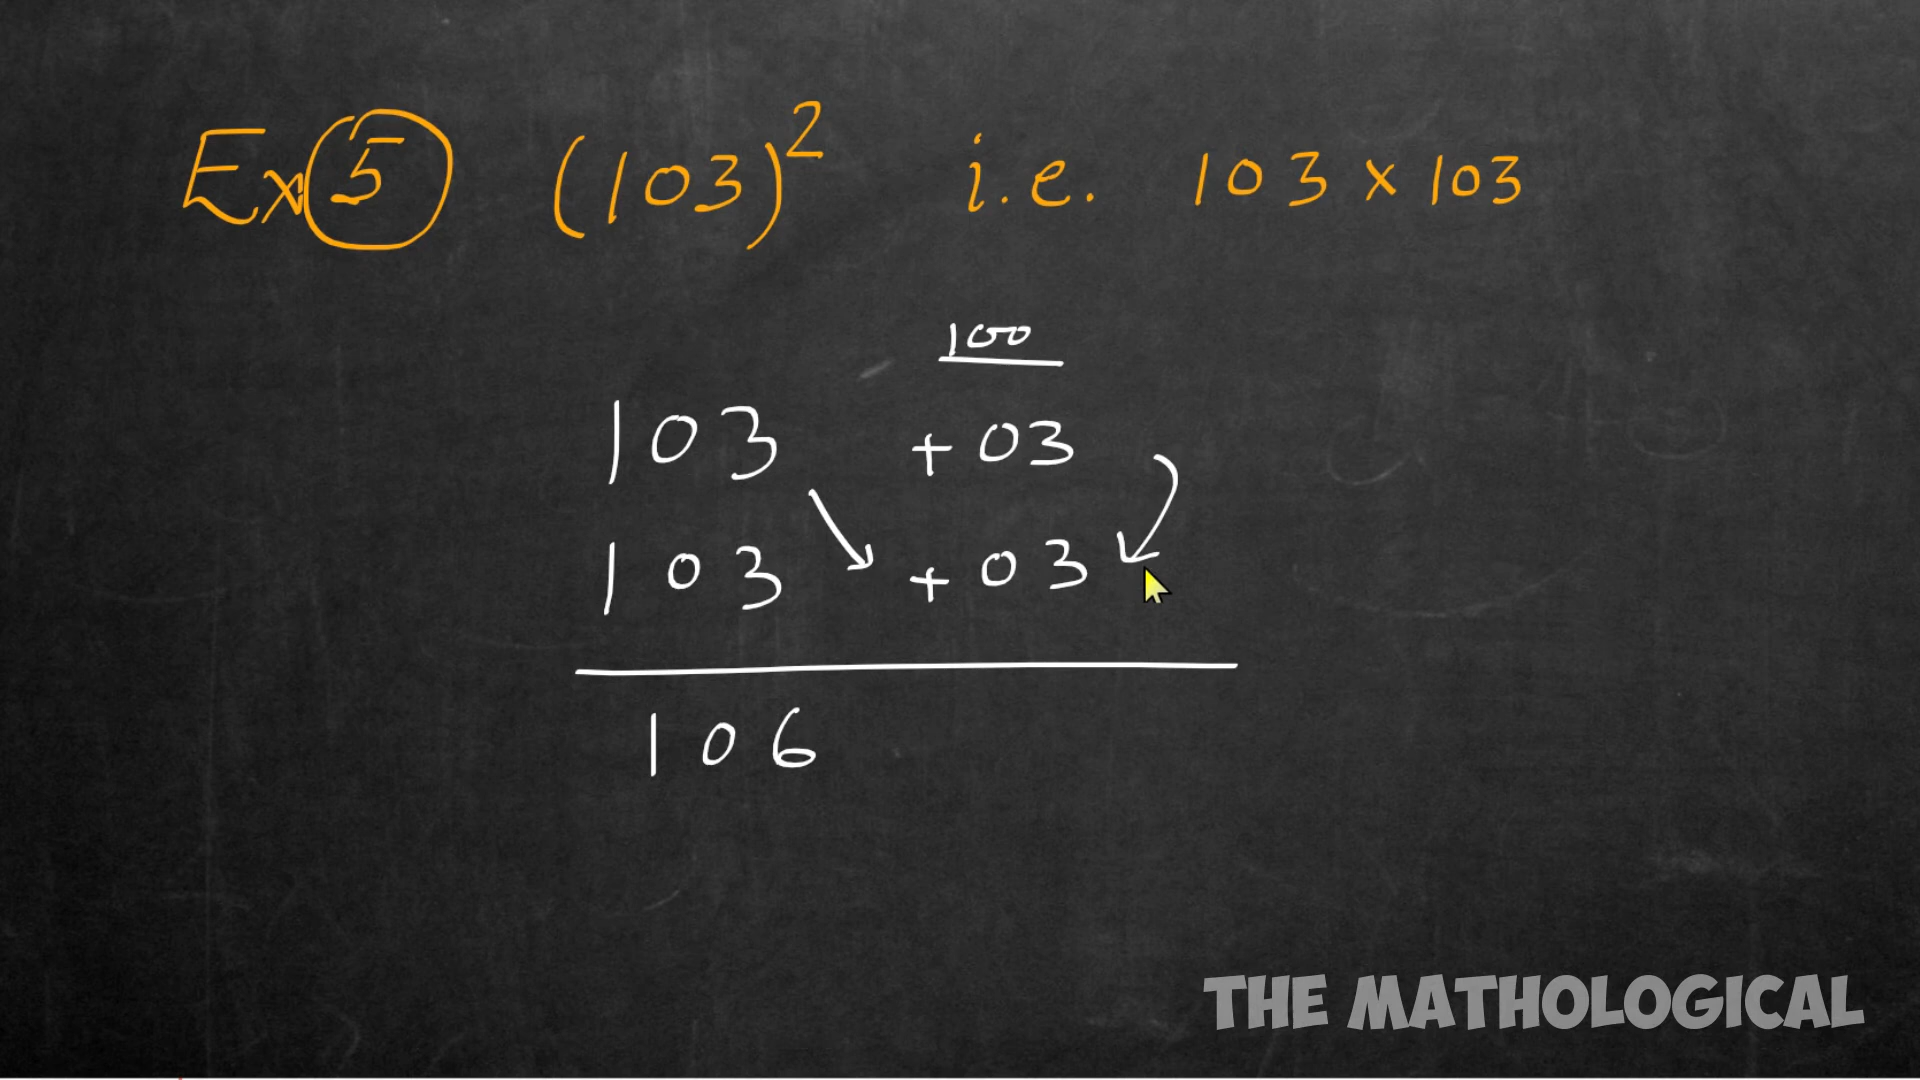 Ex 5 (103)² i.e. 103 x 103
100
103 + 03
103 + 03
106
THE MATHOLOGICAL